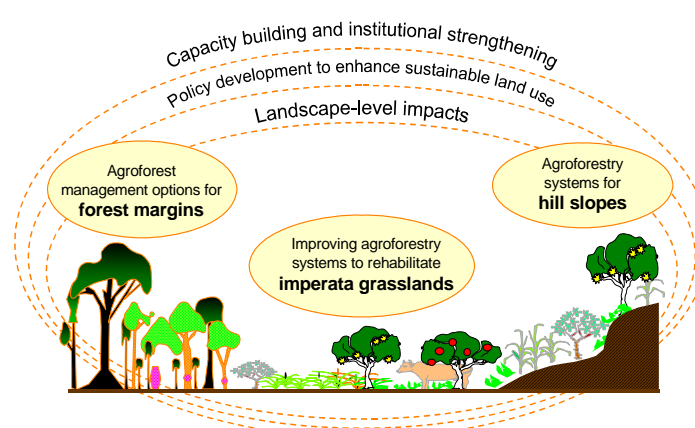 Capacity building and institutional strengthening
Policy development to enhance sustainable land use
Landscape-level impacts
Agroforest
management options for
forest margins
Improving agroforestry
systems to rehabilitate
imperata grasslands
Agroforestry
systems for
hill slopes